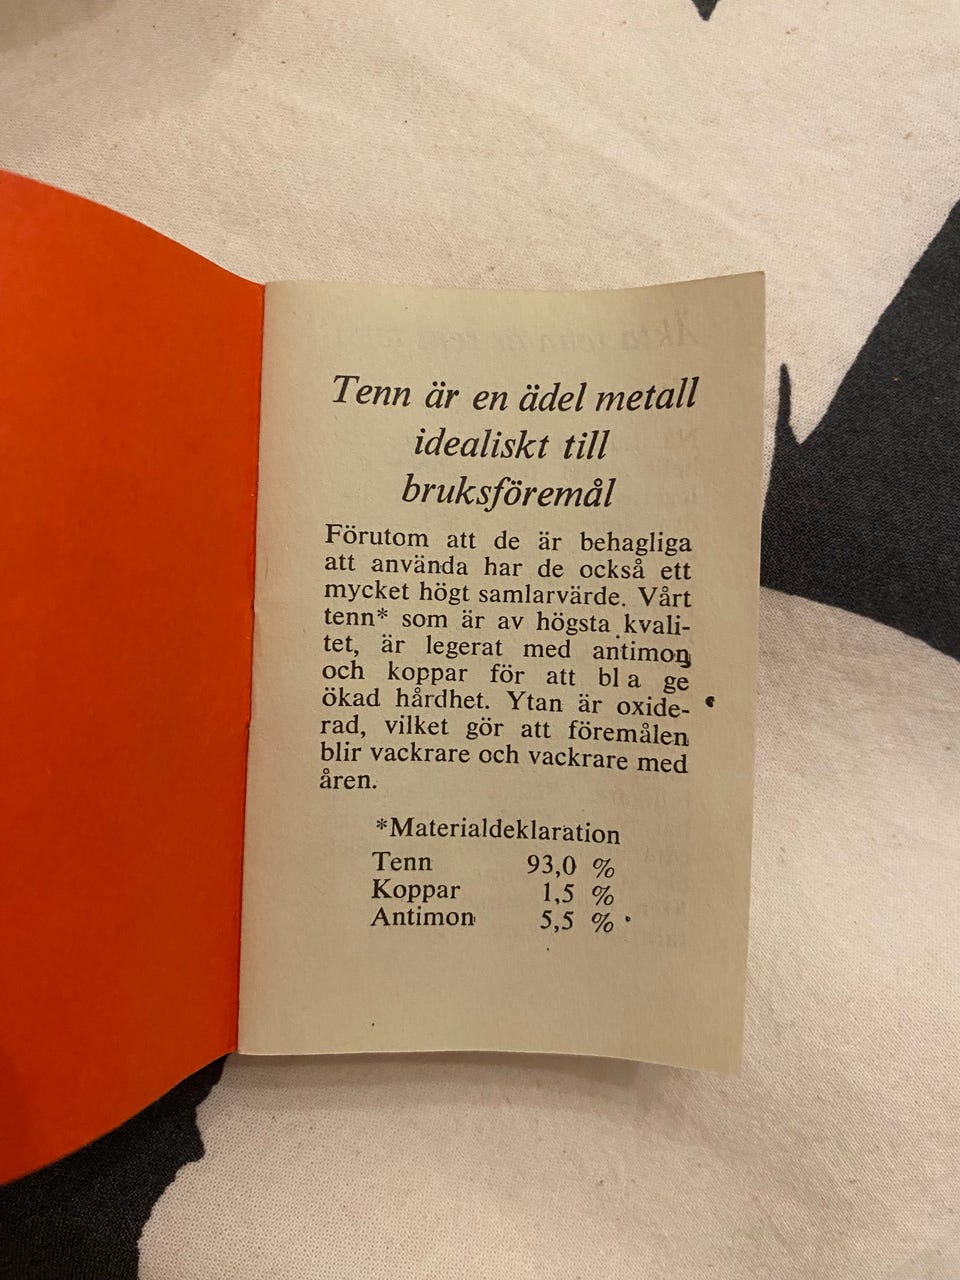 Tenn är en ädel metall
idealiskt till
bruksföremål
Förutom att de är behagliga
att använda har de också ett
mycket högt samlarvärde. Vårt
tenn* som är av högsta kvali-
tet, är legerat med antimon
och koppar för att bl a ge
ökad hårdhet. Ytan är oxide-
rad, vilket gör att föremålen
blir vackrare och vackrare med
åren.
*Materialdeklaration
Tenn 93,0 %
Koppar 1,5 %
Antimon 5,5 %